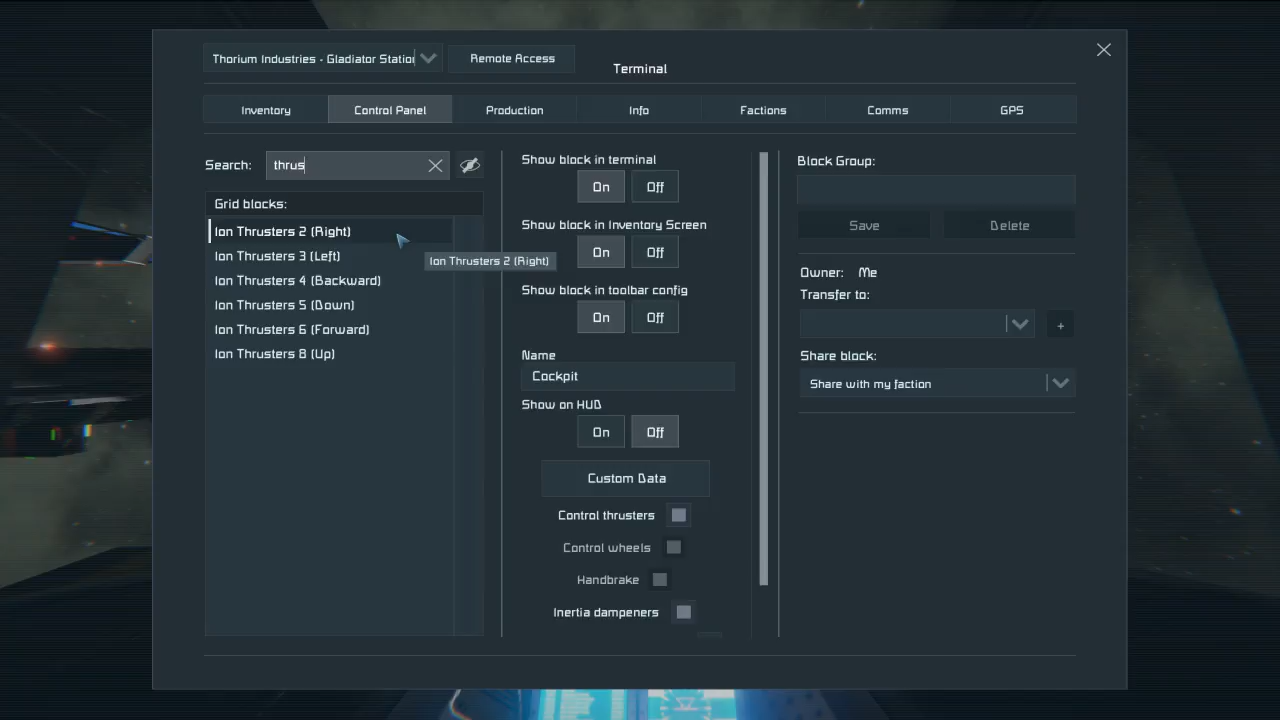 Thorium Industries - Gladiator Station
Remote Access
Terminal
Inventory
Control Panel
Production
Info
Factions
Comms
GPS
Search:
thrus
Grid blocks:
Ion Thrusters 2 (Right)
Ion Thrusters 3 (Left)
Ion Thrusters 4 (Backward)
Ion Thrusters 5 (Down)
Ion Thrusters 6 (Forward)
Ion Thrusters 8 (Up)
Ion Thrusters 2 (Right)
Show block in terminal
On Off
Show block in Inventory Screen
On Off
Show block in toolbar config
On Off
Name
Cockpit
Show on HUD
On Off
Custom Data
Control thrusters
Control wheels
Handbrake
Inertia dampeners
Block Group:
Save
Delete
Owner: Me
Transfer to:
+
Share block:
Share with my faction